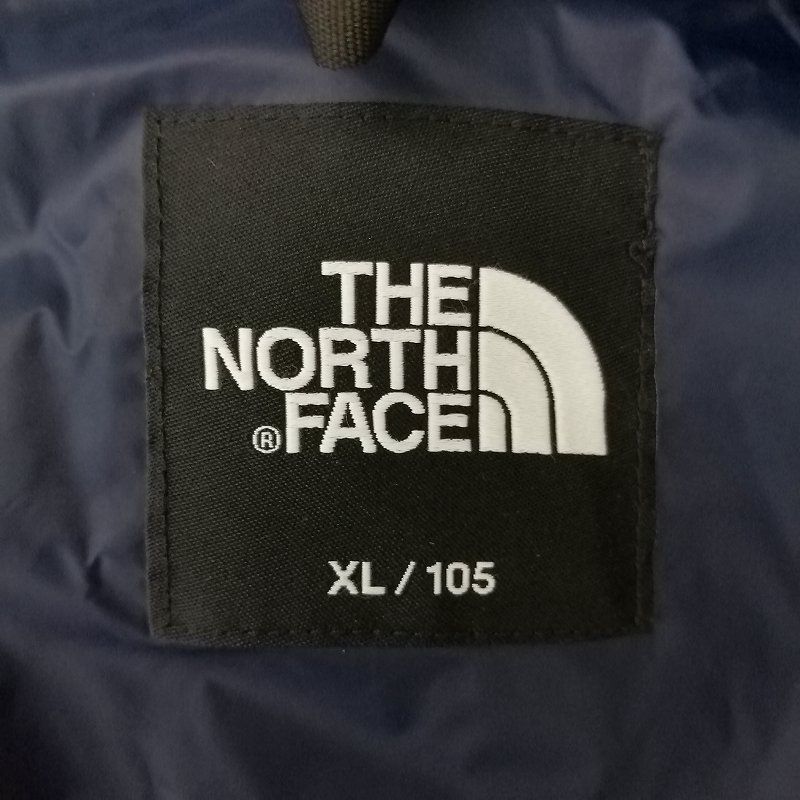 THE
NORTH
® FACE
XL / 105